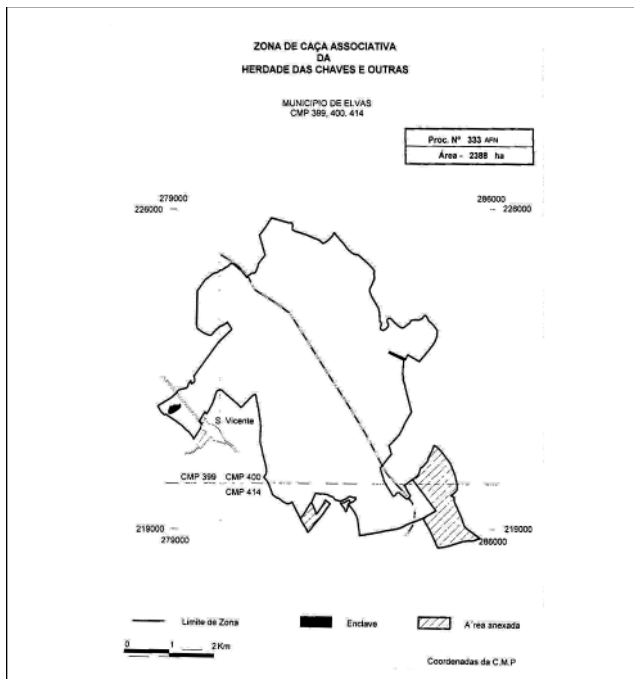 ZONA DE CAÇA ASSOCIATIVA
DA
HERDADE DAS CHAVES E OUTRAS
MUNICIPIO DE ELVAS
CMP 399, 400. 414
Proc. Nº 333 AFN
Área - 2388 ha
279000
226000
286000
226000
S. Vicente
CMP 399 CMP 400
CMP 414
219000
279000
219000
286000
Limite de Zona
Enclave
Área anexada
0 1 2 Km
Coordenadas da C.M.P